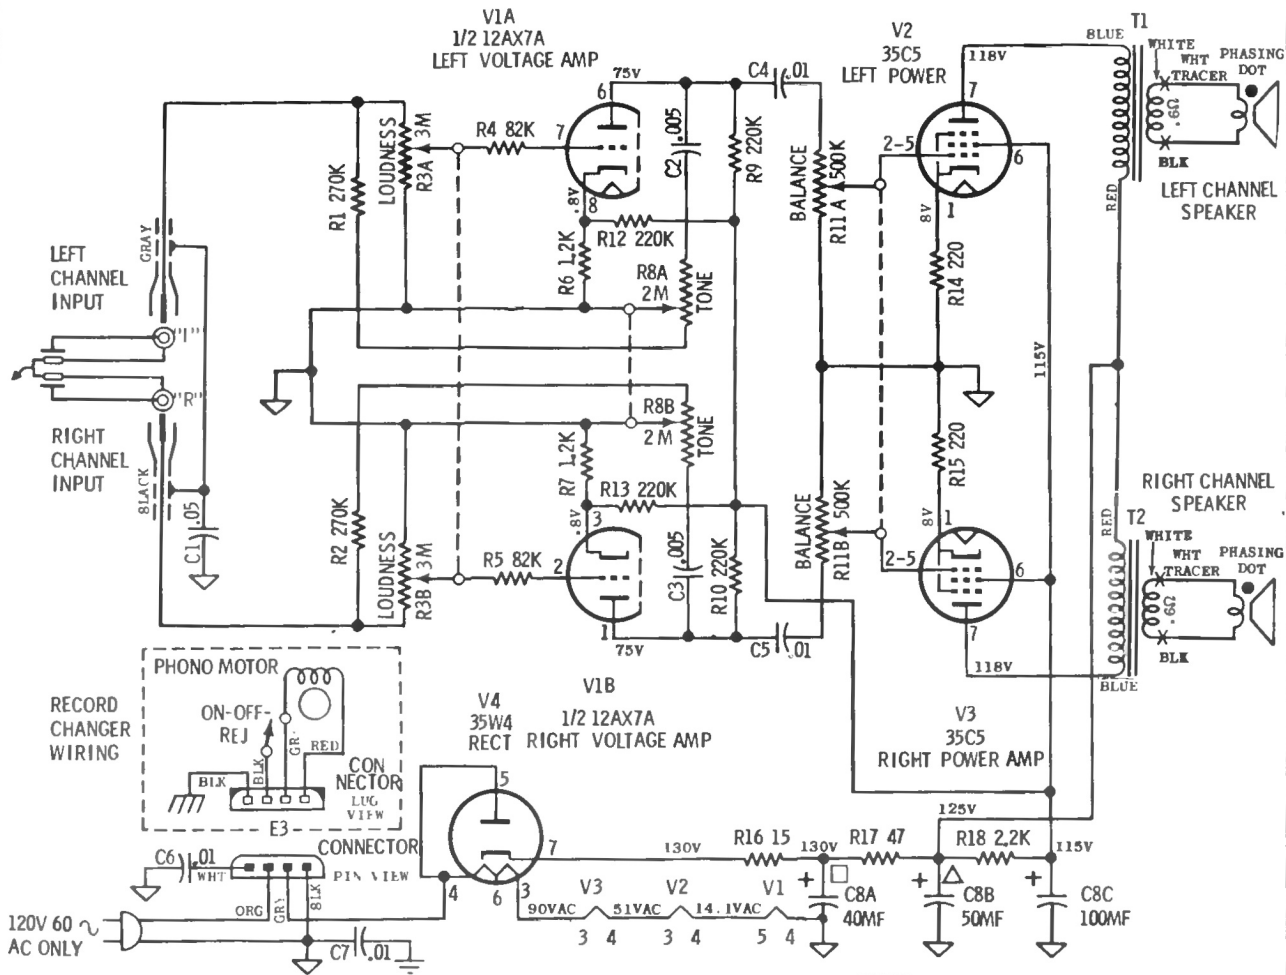 V1A
1/2 12AX7A
LEFT VOLTAGE AMP
V2
35C5
LEFT POWER
T1
BLUE
WHITE
WHT
TRACER
PHASING
DOT
118V
75V
C4 .01
6
7
7
R4 82K
LOUDNESS
R3A 3M
R1 270K
C2 .005
R9 220K
BALANCE
R11 A 500K
2-5
6
.8V
8
8V
1
R12 220K
R6 1.2K
R8A
2M
TONE
R14 220
.9Ω
BLK
RED
LEFT CHANNEL
SPEAKER
GRAY
LEFT
CHANNEL
INPUT
"I"
"R"
RIGHT
CHANNEL
INPUT
BLACK
.05
C1
115V
R8B
2M
TONE
R7 1.2K
R13 220K
.8V
3
R2 270K
LOUDNESS
R3B 3M
R5 82K
2
1
75V
C3 .005
R10 220K
C5 .01
BALANCE
R11B 500K
R15 220
8V
1
2-5
6
7
118V
RIGHT CHANNEL
SPEAKER
T2
WHITE
WHT
TRACER
PHASING
DOT
RED
.9Ω
BLK
BLUE
V1B
1/2 12AX7A
RIGHT VOLTAGE AMP
V3
35C5
RIGHT POWER AMP
RECORD
CHANGER
WIRING
PHONO MOTOR
ON-OFF-
REJ
BLK
BLK
GR.
RED
CON
NECTOR
LUG
VIEW
E3
CONNECTOR
PIN VIEW
V4
35W4
RECT
5
7
4
6
3
C6 .01
WHT
ORG
GRY
BLK
120V 60
AC ONLY
C7 .01
130V
R16 15
130V
R17 47
125V
R18 2.2K
115V
90VAC
V3
51VAC
V2
14.1VAC
V1
3 4
3 4
5 4
+
C8A
40MF
+
C8B
50MF
+
C8C
100MF